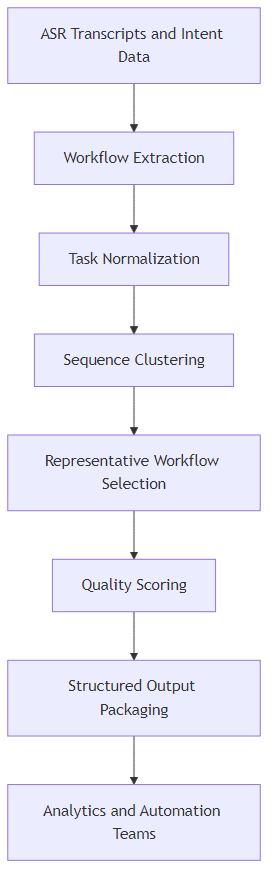 ASR Transcripts and Intent
Data
Workflow Extraction
Task Normalization
Sequence Clustering
Representative Workflow
Selection
Quality Scoring
Structured Output
Packaging
Analytics and Automation
Teams